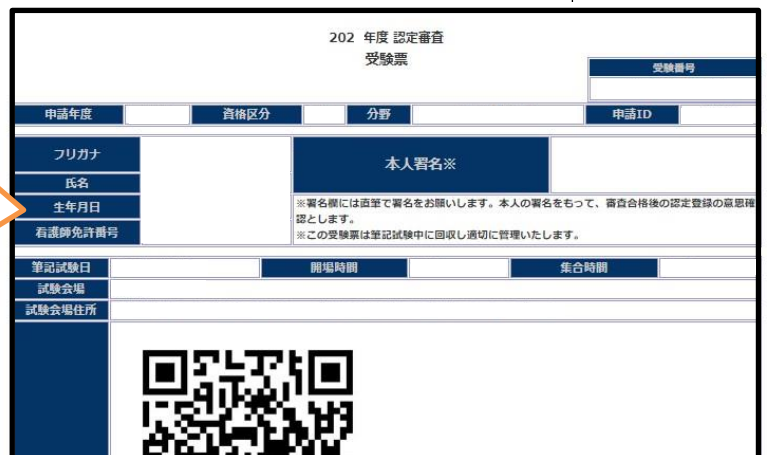 202 年度 認定審査
受験票
受験番号
申請年度 資格区分 分野 申請ID
フリガナ
氏名
生年月日
看護師免許番号
本人署名※
※署名欄には直筆で署名をお願いします。本人の署名をもって、審査合格後の認定登録の意思確
認とします。
※この受験票は筆記試験中に回収し適切に管理いたします。
筆記試験日 開場時間 集合時間
試験会場
試験会場住所